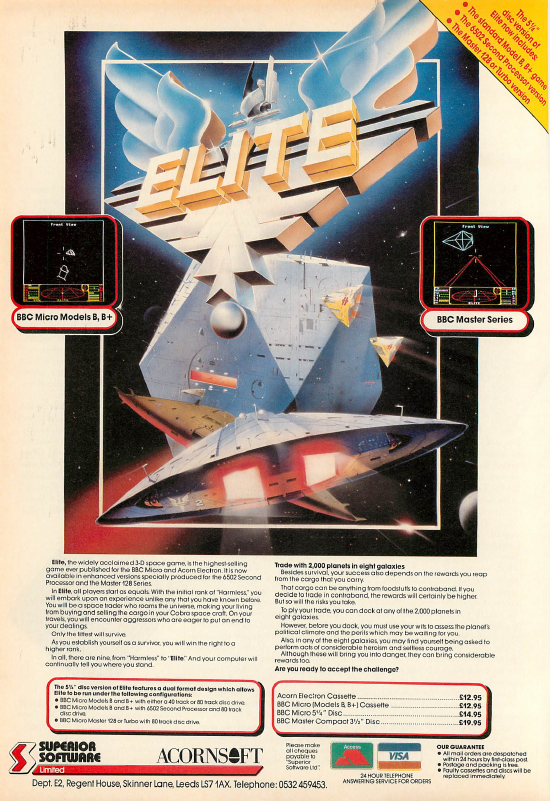 The 5¼"
disc version of
Elite now includes:
● The standard Model B, B+ game
● The 6502 Second Processor version
● The Master 128 or Turbo version
ELITE
Front View
ELITE
BBC Micro Models B, B+
Front View
ELITE
BBC Master Series
Elite, the widely acclaimed 3-D space game, is the highest-selling
game ever published for the BBC Micro and Acorn Electron. It is now
available in enhanced versions specially produced for the 6502 Second
Processor and the Master 128 Series.
In Elite, all players start as equals. With the initial rank of "Harmless," you
will embark upon an experience unlike any that you have known before.
You will be a space trader who roams the universe, making your living
from buying and selling the cargo in your Cobra space craft. On your
travels, you will encounter aggressors who are eager to put an end to
your dealings.
Only the fittest will survive.
As you establish yourself as a survivor, you will win the right to a
higher rank.
In all, there are nine, from "Harmless" to "Elite." And your computer will
continually tell you where you stand.
Trade with 2,000 planets in eight galaxies
Besides survival, your success also depends on the rewards you reap
from the cargo that you carry.
That cargo can be anything from foodstuffs to contraband. If you
decide to trade in contraband, the rewards will certainly be higher.
But so will the risks you take.
To ply your trade, you can dock at any of the 2,000 planets in
eight galaxies.
However, before you dock, you must use your wits to assess the planet's
political climate and the perils which may be waiting for you.
Also, in any of the eight galaxies, you may find yourself being asked to
perform acts of considerable heroism and selfless courage.
Although these will bring you into danger, they can bring considerable
rewards too.
Are you ready to accept the challenge?
The 5¼" disc version of Elite features a dual format design which allows
Elite to be run under the following configurations:
● BBC Micro Models B and B+ with either a 40 track or 80 track disc drive.
● BBC Micro Models B and B+ with 6502 Second Processor and 80 track
disc drive.
● BBC Micro Master 128 or Turbo with 80 track disc drive.
Acorn Electron Cassette £12.95
BBC Micro (Models B, B+) Cassette £12.95
BBC Micro 5¼" Disc £14.95
BBC Master Compact 3½" Disc £19.95
SUPERIOR
SOFTWARE
Limited
ACORNSOFT
Please make
all cheques
payable to
"Superior
Software Ltd".
Access
VISA
24 HOUR TELEPHONE
ANSWERING SERVICE FOR ORDERS
OUR GUARANTEE
● All mail orders are despatched
within 24 hours by first-class post.
● Postage and packing is free.
● Faulty cassettes and discs will be
replaced immediately.
Dept. E2, Regent House, Skinner Lane, Leeds LS7 1AX. Telephone: 0532 459453.